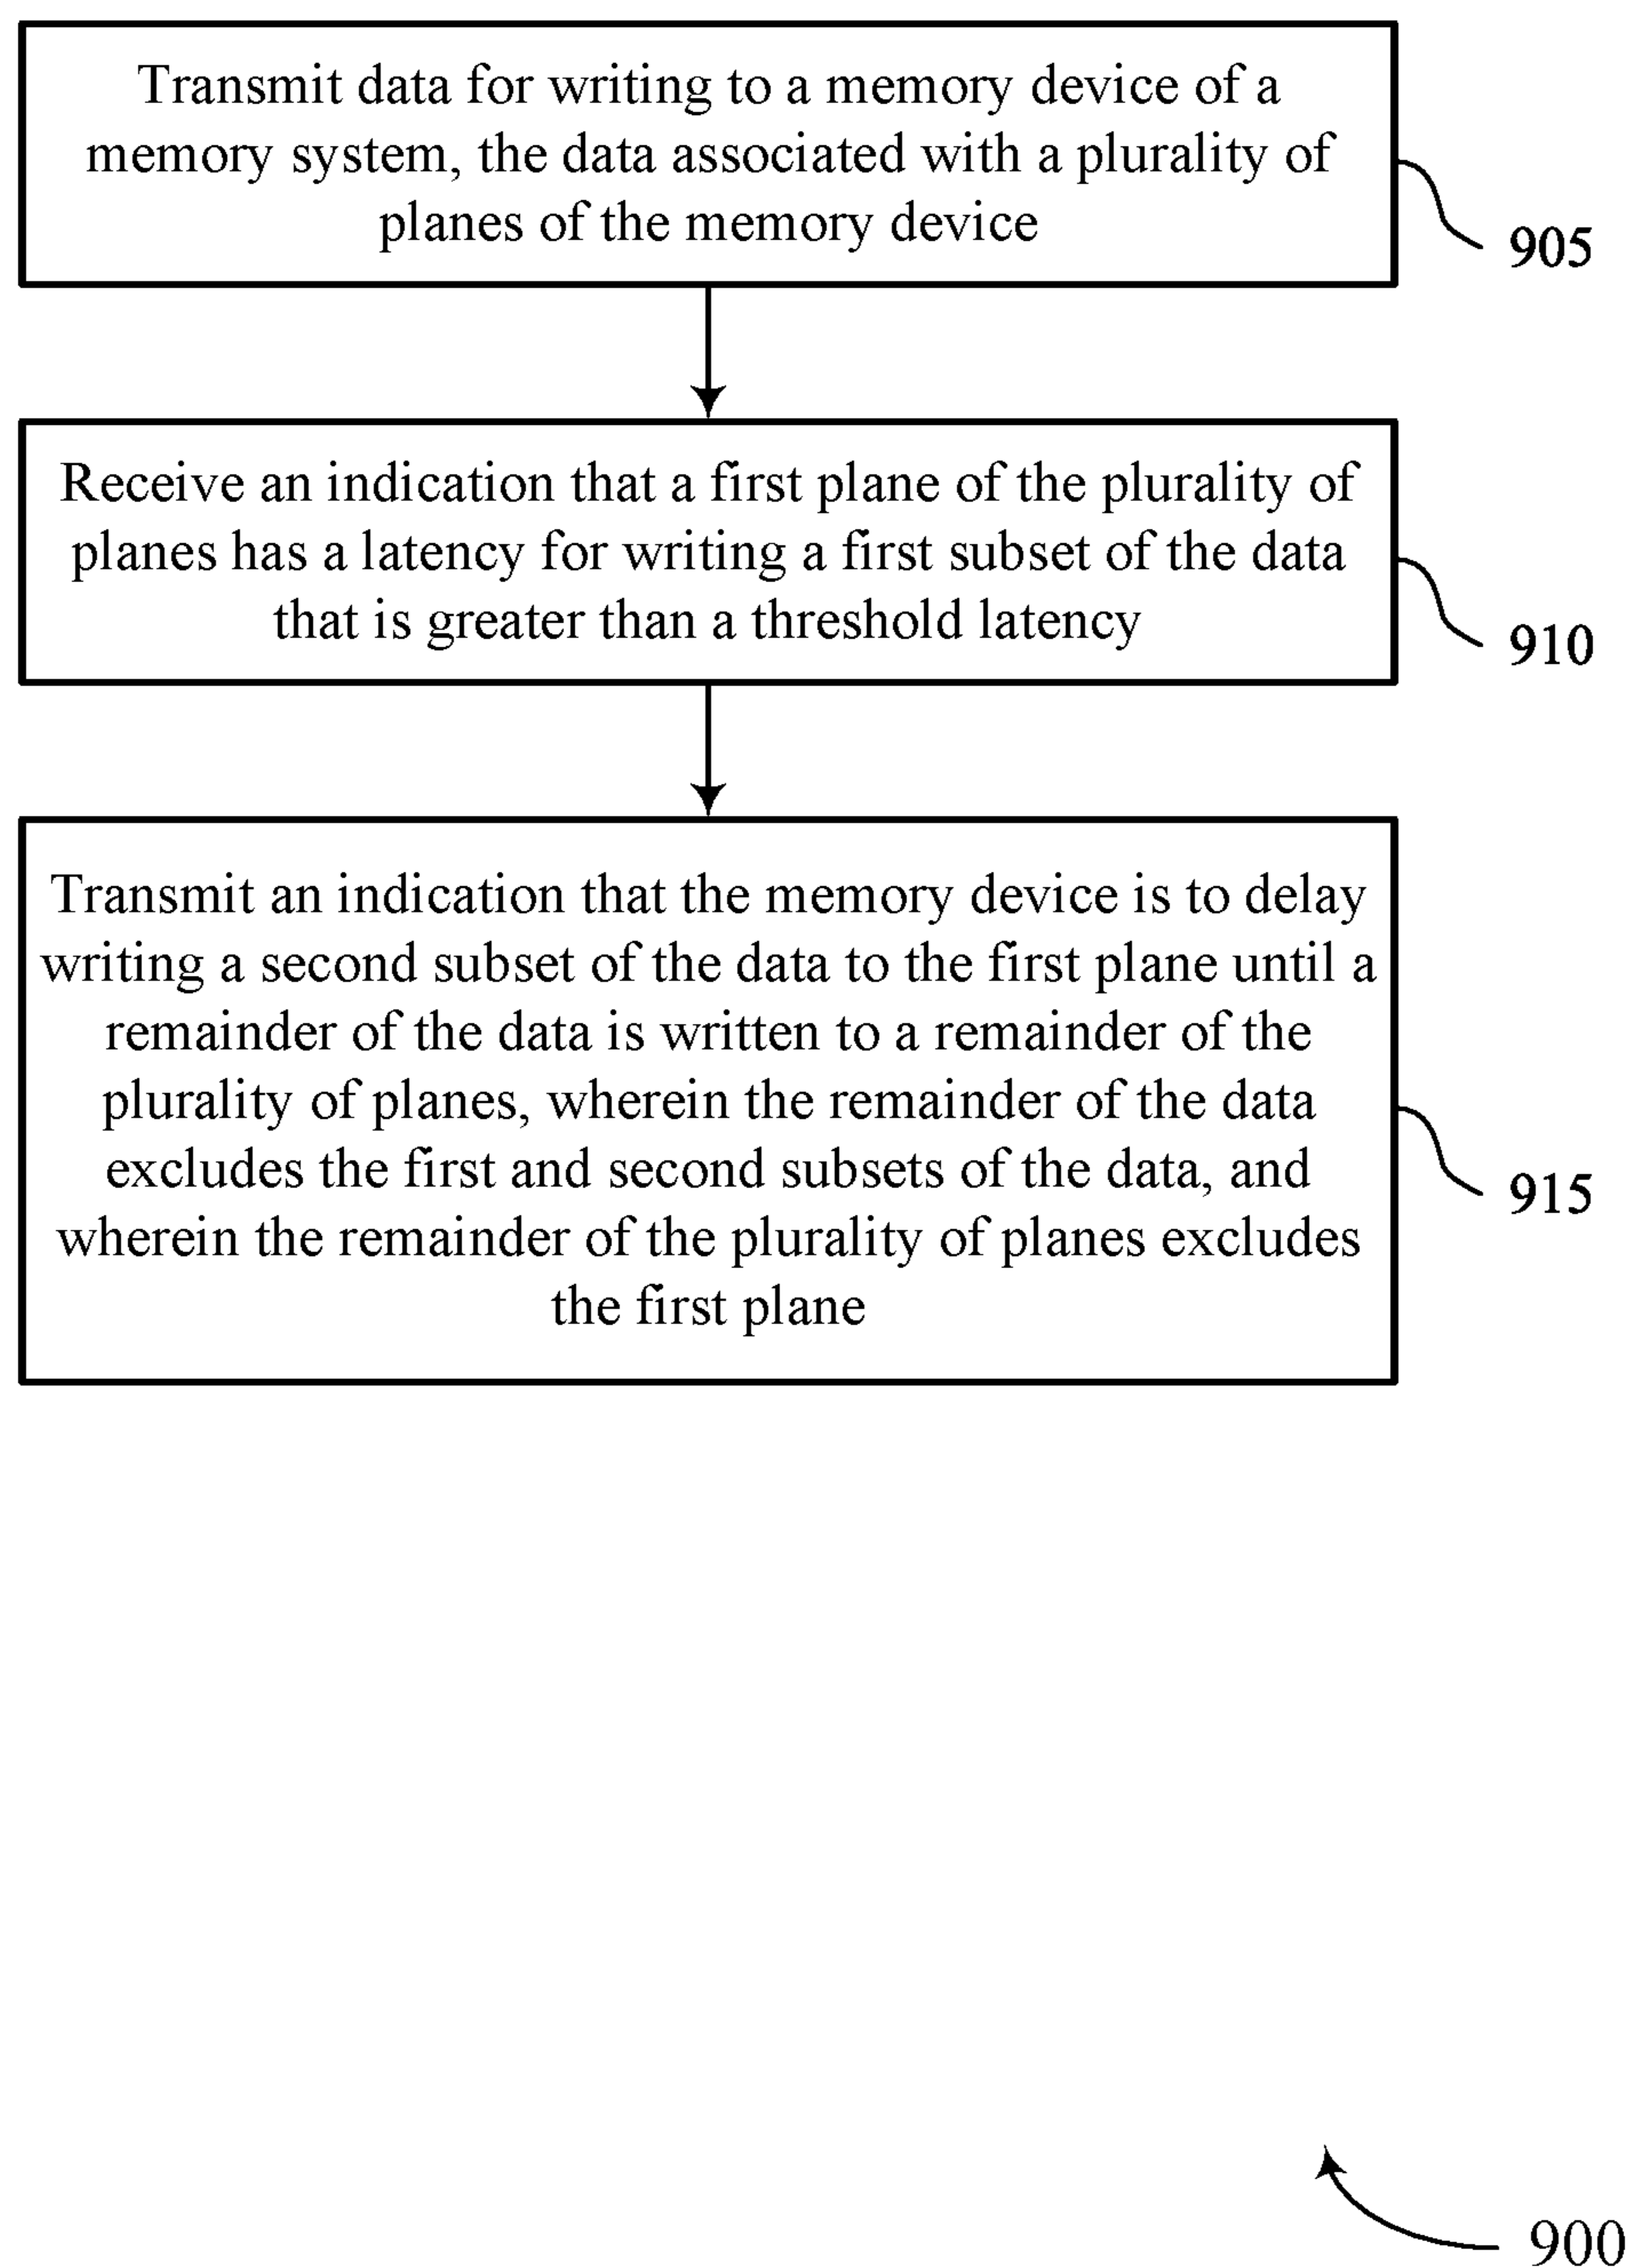 Transmit data for writing to a memory device of a
memory system, the data associated with a plurality of
planes of the memory device
905
Receive an indication that a first plane of the plurality of
planes has a latency for writing a first subset of the data
that is greater than a threshold latency
910
Transmit an indication that the memory device is to delay
writing a second subset of the data to the first plane until a
remainder of the data is written to a remainder of the
plurality of planes, wherein the remainder of the data
excludes the first and second subsets of the data, and
wherein the remainder of the plurality of planes excludes
the first plane
915
900